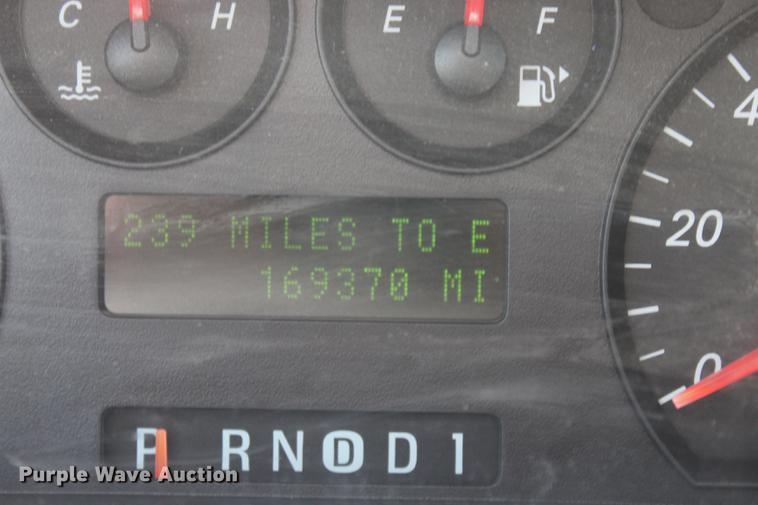 C H E F
4
239 MILES TO E
169370 MI
20
0
P R N D D 1
Purple Wave Auction